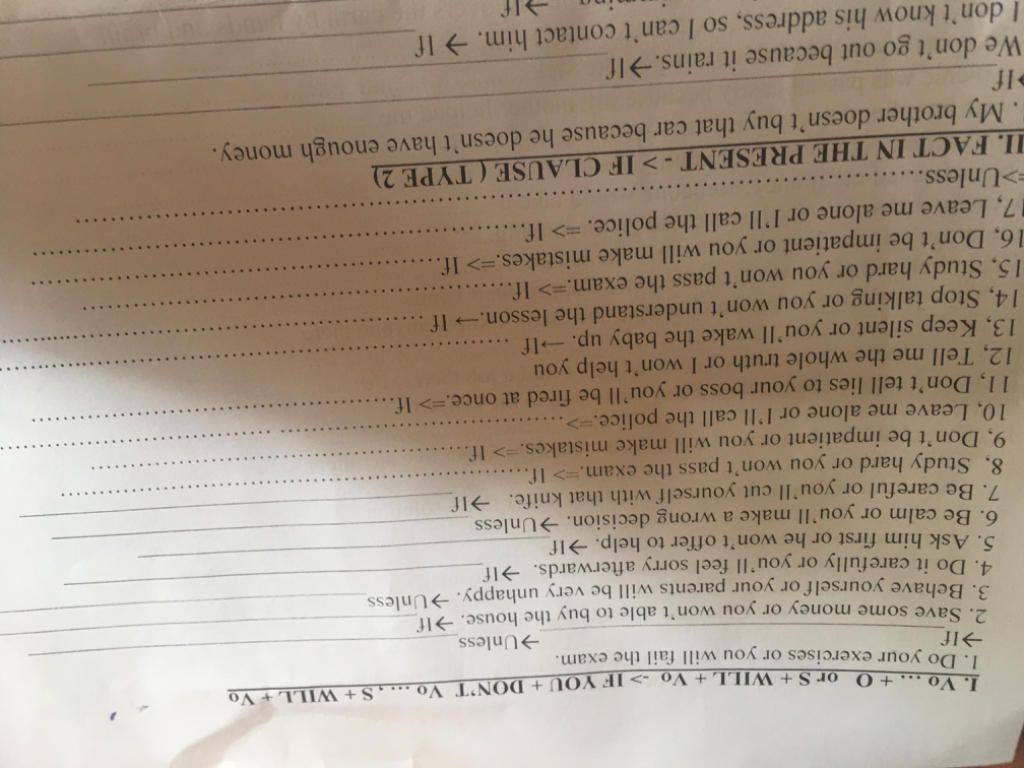 I. Vo ... + O or S + WILL + Vo -> IF YOU + DON'T Vo ..., S + WILL + Vo
1. Do your exercises or you will fail the exam.
→If ______ →Unless ______
2. Save some money or you won't able to buy the house. →If ______
3. Behave yourself or your parents will be very unhappy. →Unless ______
4. Do it carefully or you'll feel sorry afterwards. →If ______
5. Ask him first or he won't offer to help. →If ______
6. Be calm or you'll make a wrong decision. →Unless ______
7. Be careful or you'll cut yourself with that knife. →If ______
8, Study hard or you won't pass the exam.=> If..........
9, Don't be impatient or you will make mistakes.=> If..........
10, Leave me alone or I'll call the police.=>..........
11, Don't tell lies to your boss or you'll be fired at once.=> If..........
12, Tell me the whole truth or I won't help you
13, Keep silent or you'll wake the baby up. →If ..........
14, Stop talking or you won't understand the lesson.→ If ..........
15, Study hard or you won't pass the exam.=> If..........
16, Don't be impatient or you will make mistakes.=> If..........
17, Leave me alone or I'll call the police. => If..........
=>Unless..........
II. FACT IN THE PRESENT - > IF CLAUSE ( TYPE 2)
. My brother doesn't buy that car because he doesn't have enough money.
→If ______
We don't go out because it rains.→If ______
I don't know his address, so I can't contact him. → If ______
→If